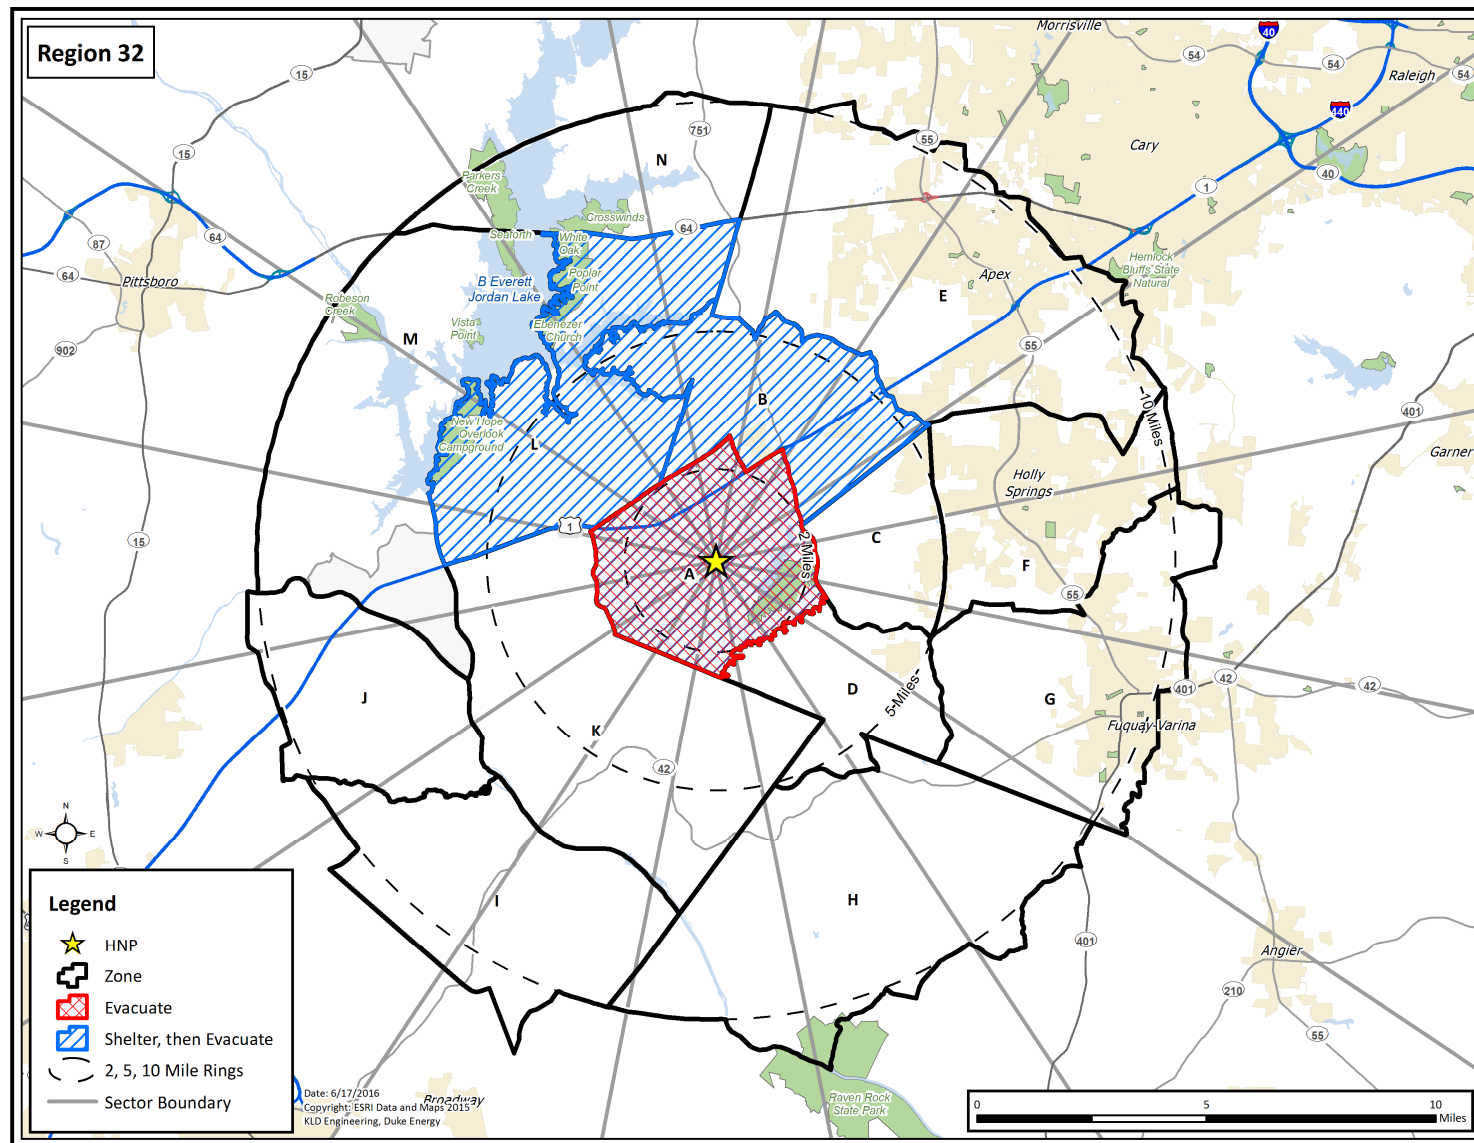 Region 32
Morrisville
40
54
54
Raleigh
54
15
440
751
55
Cary
15
N
40
Parkers
Creek
1
Crosswinds
64
Seaforth
White
Oak
64
87
64
Pittsboro
B Everett
Jordan Lake
Poplar
Point
Apex
Hemlock
Bluffs State
Natural
Robeson
Creek
E
Vista
Point
Ebenezer
Church
M
902
55
B
10 Miles
401
New Hope
Overlook
Campground
L
Garner
Holly
Springs
1
15
C
2 Miles
A
F
55
J
D
5 Miles
G
42
401
42
Fuquay-Varina
K
42
N
W
E
S
I
H
401
Angier
210
55
Legend
HNP
Zone
Evacuate
Shelter, then Evacuate
2, 5, 10 Mile Rings
Sector Boundary
Date: 6/17/2016
Copyright: ESRI Data and Maps 2015
KLD Engineering, Duke Energy
Broadway
Raven Rock
State Park
0
5
10
Miles